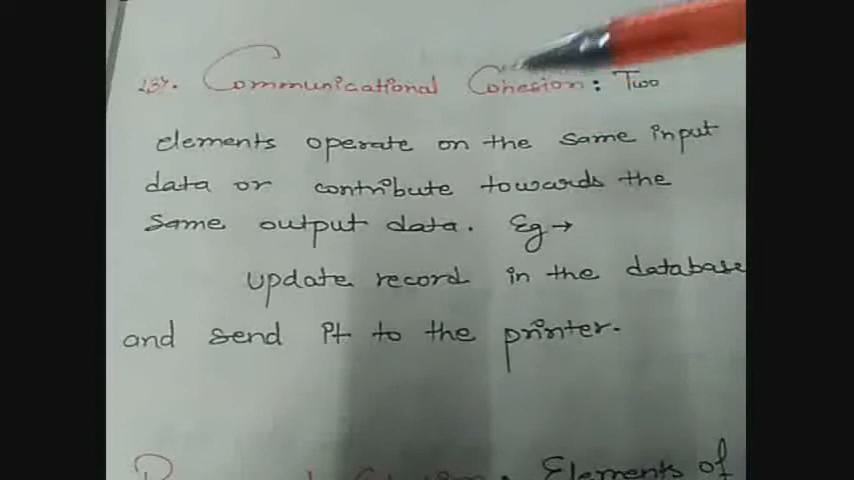 Communicational Cohesion: Two
elements operate on the same input
data or contribute towards the
same output data. Eg→
update record in the database
and send it to the printer.
Elements of